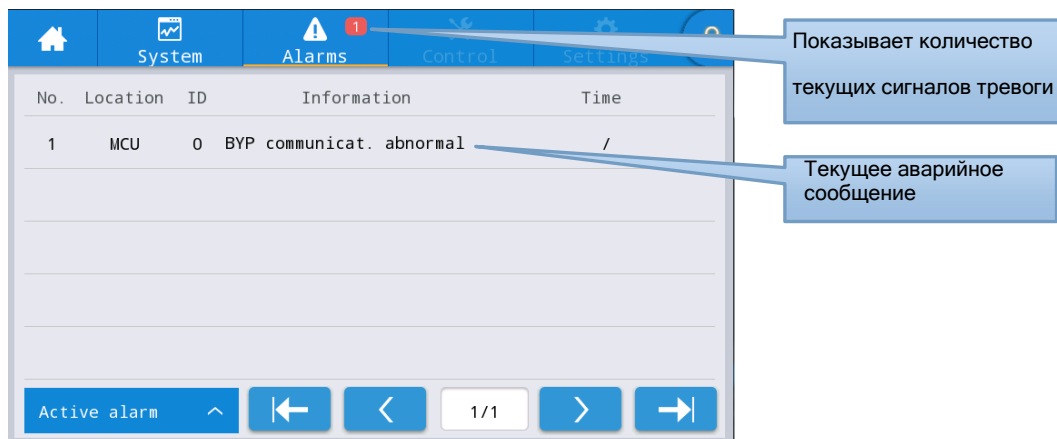 1
System Alarms Control Settings
Показывает количество
текущих сигналов тревоги
No. Location ID Information Time
1 MCU 0 BYP communicat. abnormal /
Текущее аварийное
сообщение
Active alarm 1/1